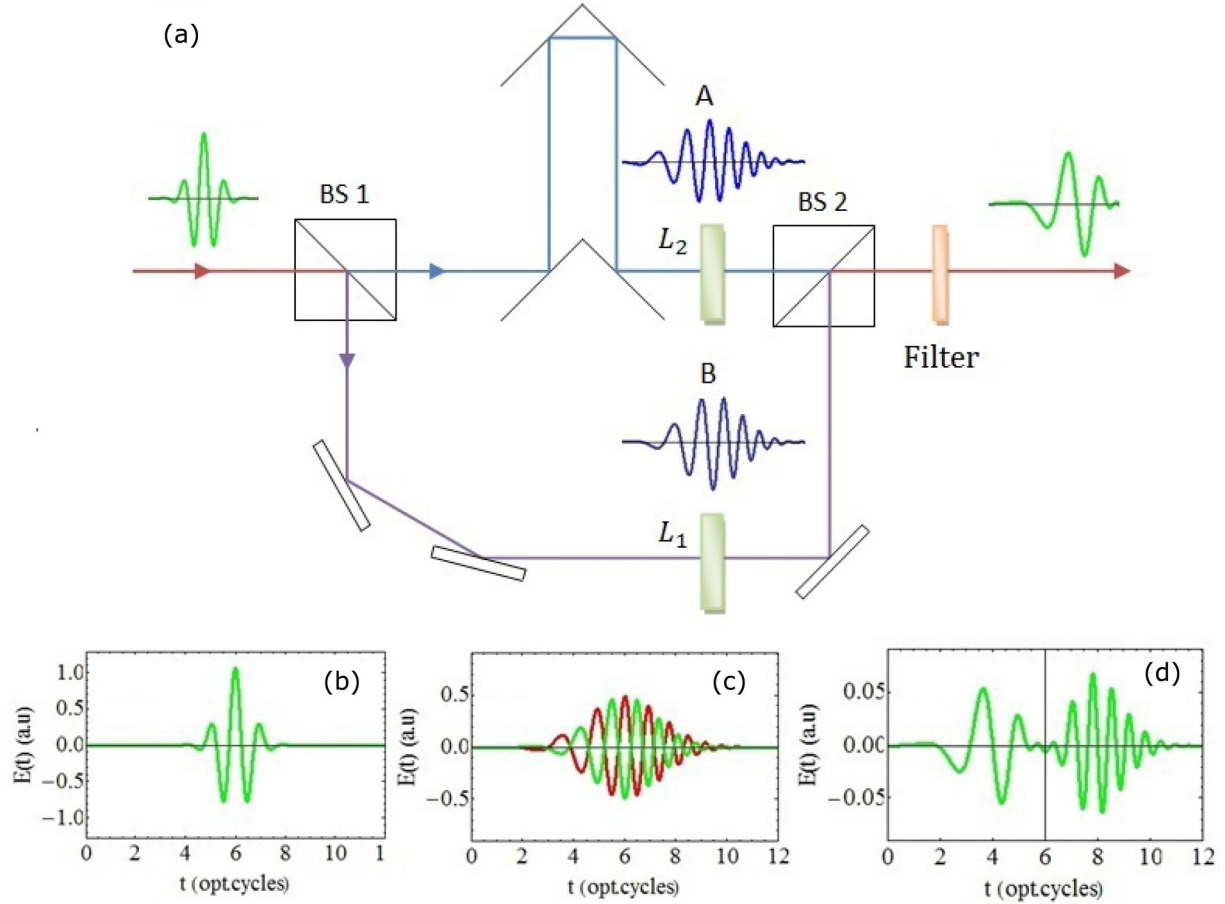 (a)
A
BS 1
BS 2
L₂
Filter
B
L₁
(b)
1.0
0.5
0.0
−0.5
−1.0
E(t) (a.u)
0 2 4 6 8 10 1
t (opt.cycles)
(c)
0.5
0.0
−0.5
E(t) (a.u)
0 2 4 6 8 10 12
t (opt.cycles)
(d)
0.05
0.00
−0.05
E(t) (a.u)
0 2 4 6 8 10 12
t (opt.cycles)